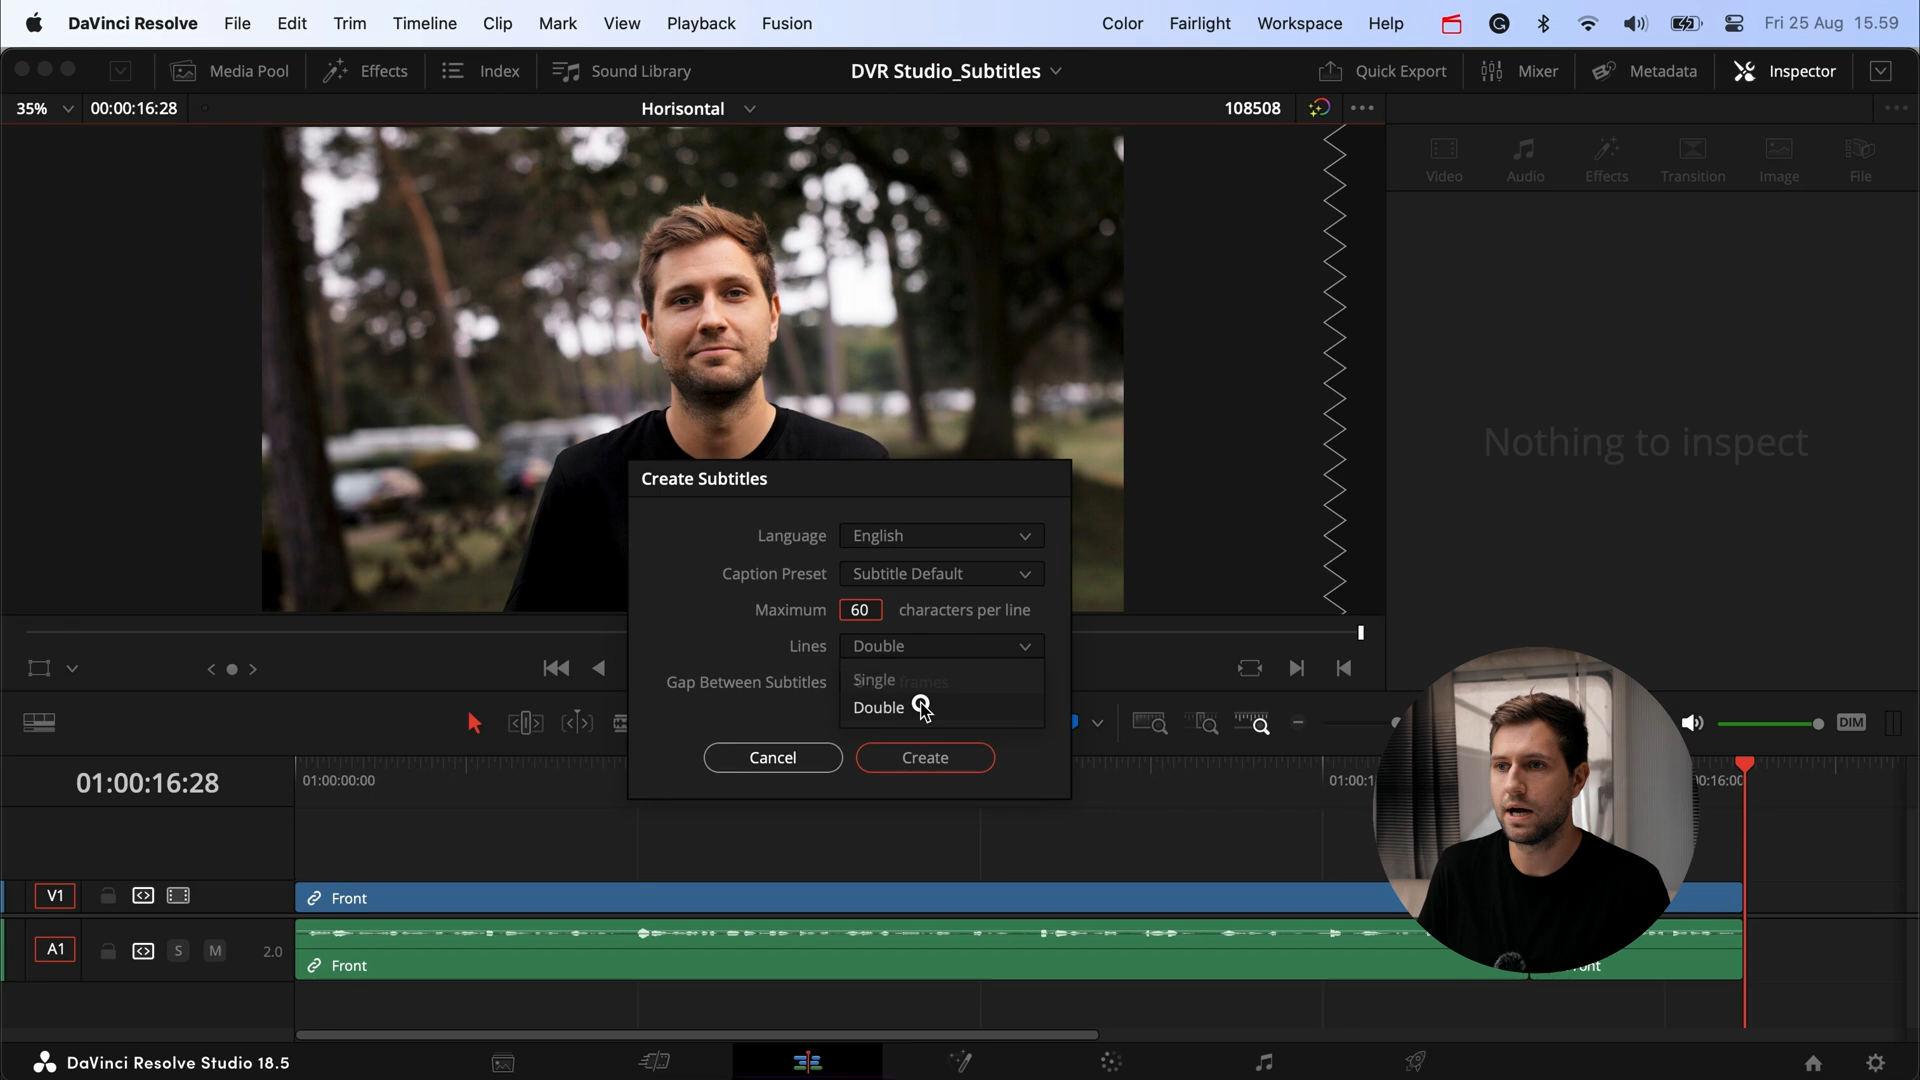 DaVinci Resolve File Edit Trim Timeline Clip Mark View Playback Fusion Color Fairlight Workspace Help Fri 25 Aug 15.59
Media Pool Effects Index Sound Library DVR Studio_Subtitles Quick Export Mixer Metadata Inspector
35% 00:00:16:28 Horisontal 108508
Video Audio Effects Transition Image File
Nothing to inspect
Create Subtitles
Language English
Caption Preset Subtitle Default
Maximum 60 characters per line
Lines Double
Single
Gap Between Subtitles frames
Double
DIM
Cancel Create
01:00:16:28 01:00:00:00
V1 Front
A1 S M 2.0
Front
DaVinci Resolve Studio 18.5